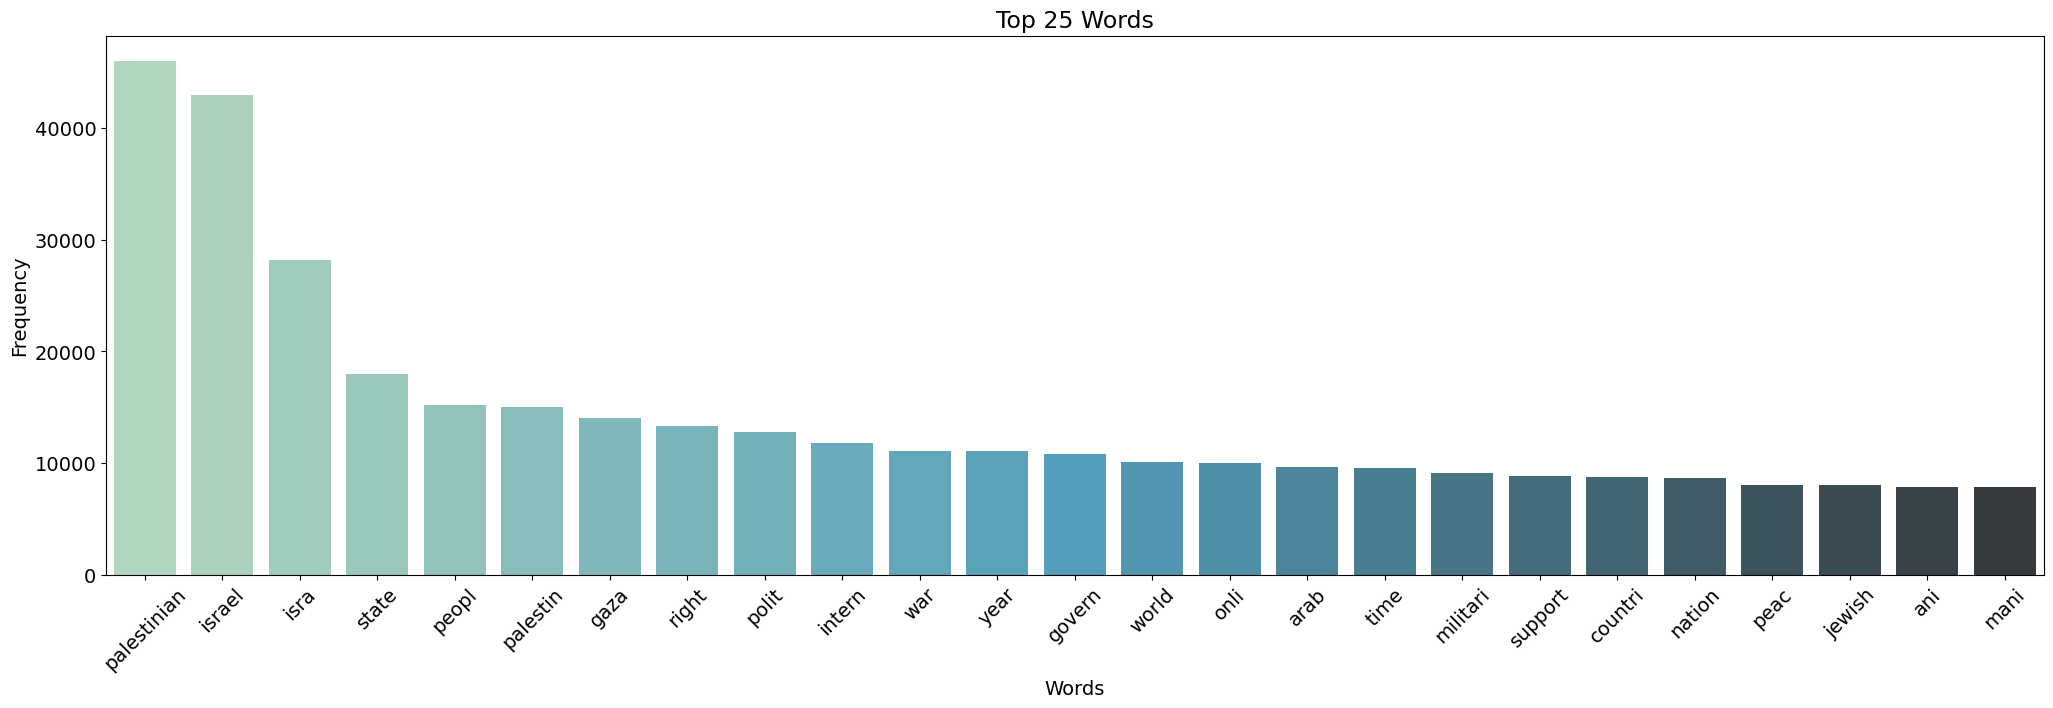 Top 25 Words
Frequency
40000
30000
20000
10000
0
palestinian
israel
isra
state
peopl
palestin
gaza
right
polit
intern
war
year
govern
world
onli
arab
time
militari
support
countri
nation
peac
jewish
ani
mani
Words